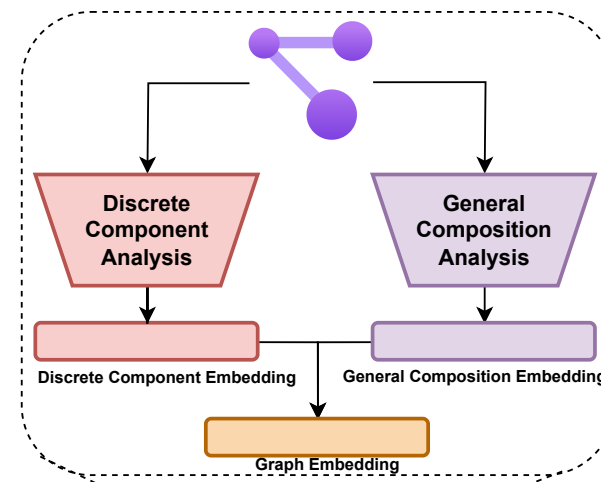 Discrete
Component
Analysis
General
Composition
Analysis
Discrete Component Embedding
General Composition Embedding
Graph Embedding